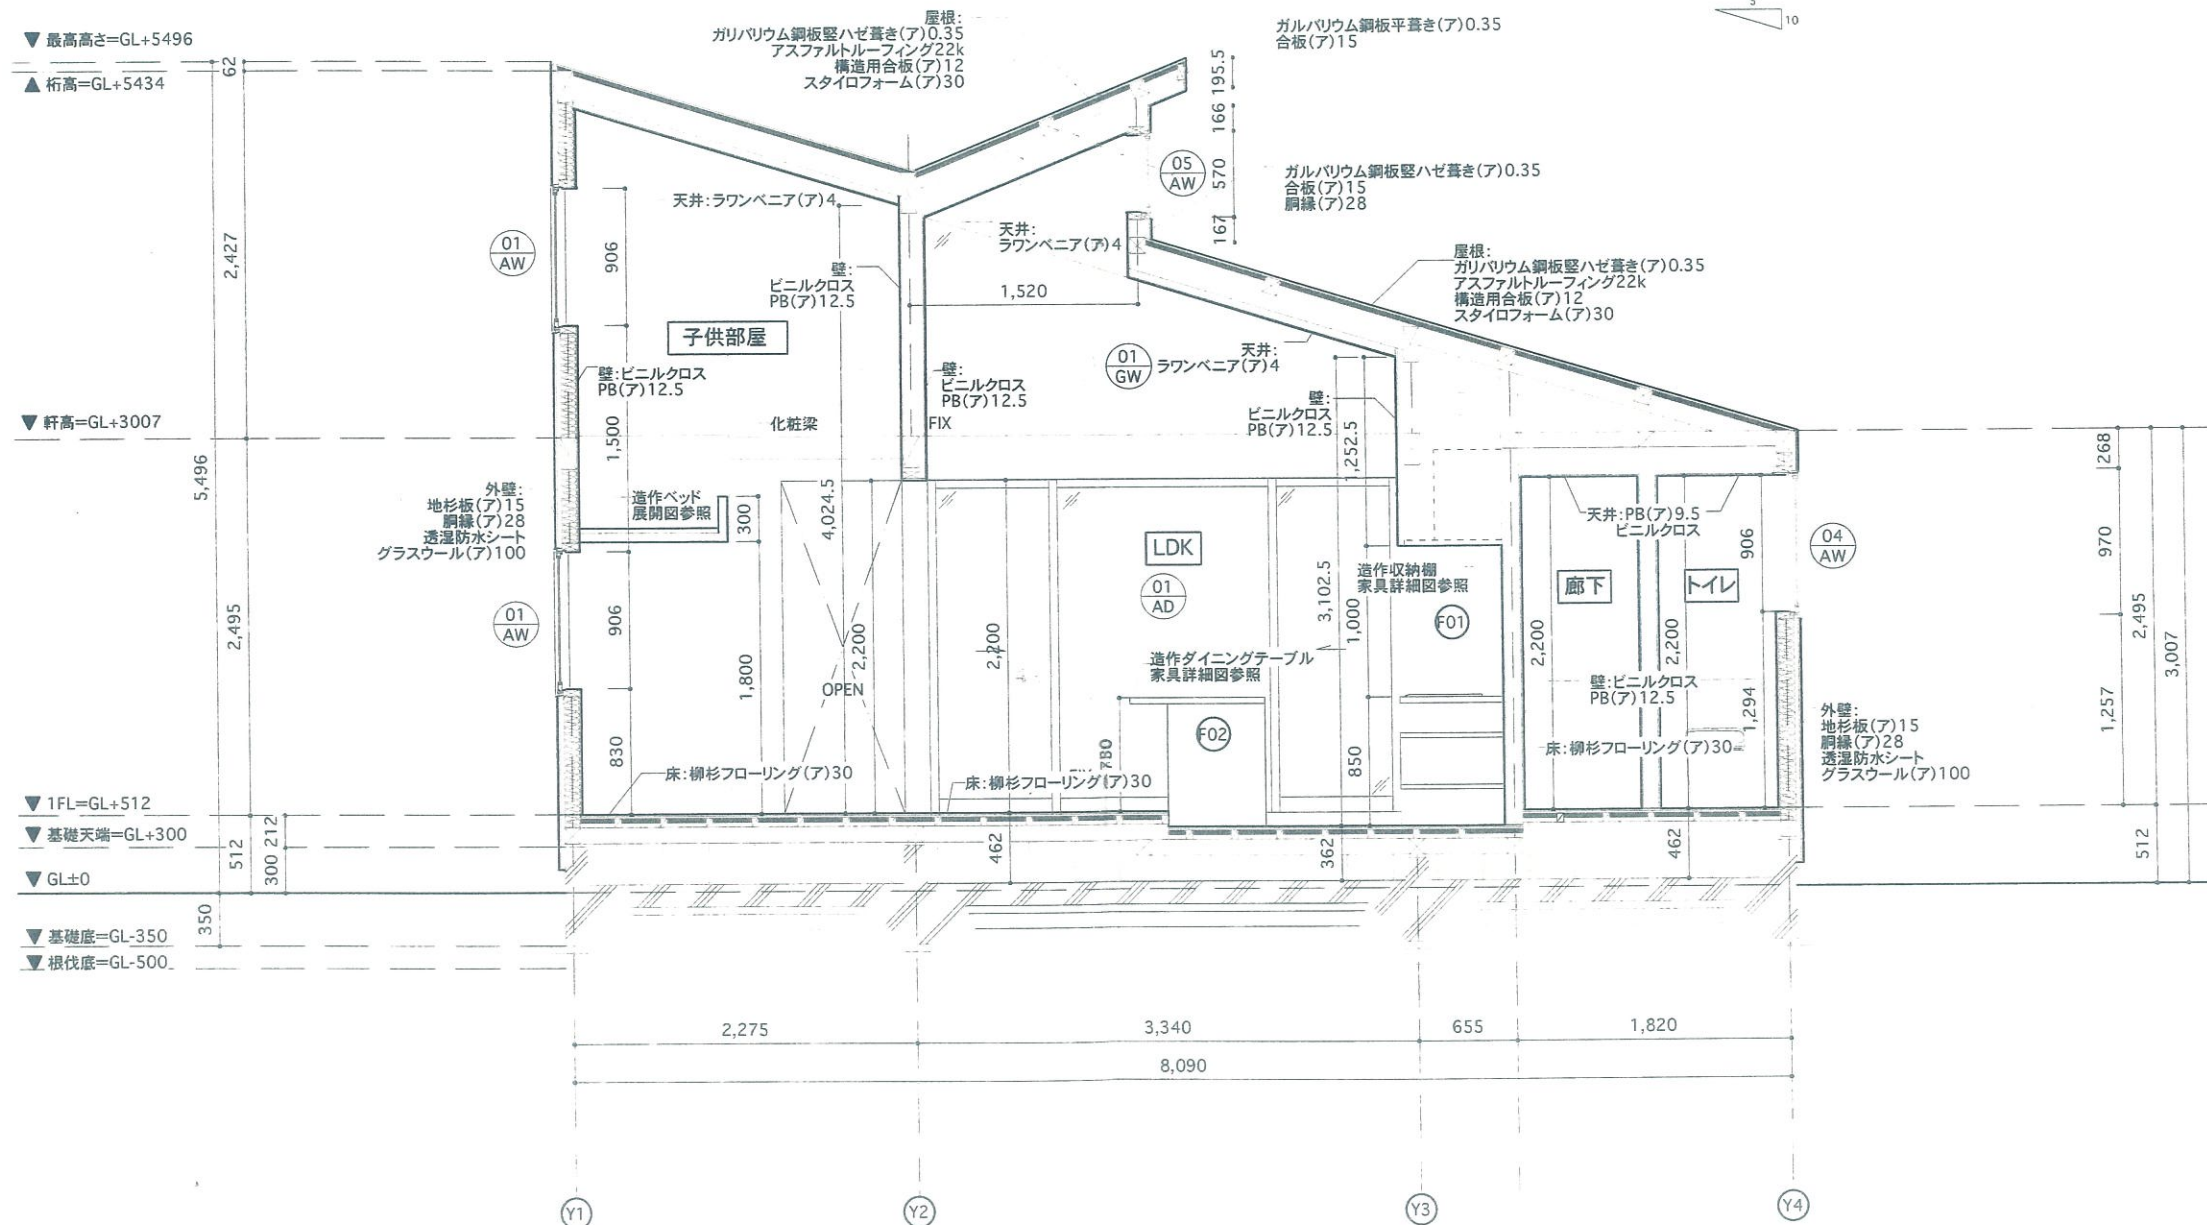 ▼ 最高高さ=GL+5496
▲ 桁高=GL+5434
▼ 軒高=GL+3007
▼ 1FL=GL+512
▼ 基礎天端=GL+300
▼ GL±0
▼ 基礎底=GL-350
▼ 根伐底=GL-500
62
2,427
5,496
2,495
512
212
300
350
屋根:
ガリバリウム鋼板竪ハゼ葺き(ア)0.35
アスファルトルーフィング22k
構造用合板(ア)12
スタイロフォーム(ア)30
ガルバリウム鋼板平葺き(ア)0.35
合板(ア)15
10
195.5
166
570
167
05
AW
ガルバリウム鋼板竪ハゼ葺き(ア)0.35
合板(ア)15
胴縁(ア)28
屋根:
ガリバリウム鋼板竪ハゼ葺き(ア)0.35
アスファルトルーフィング22k
構造用合板(ア)12
スタイロフォーム(ア)30
天井:ラワンベニア(ア)4
01
AW
906
壁:
ビニルクロス
PB(ア)12.5
子供部屋
壁:ビニルクロス
PB(ア)12.5
1,500
化粧梁
天井:
ラワンベニア(ア)4
1,520
壁:
ビニルクロス
PB(ア)12.5
FIX
01
GW
天井:
ラワンベニア(ア)4
壁:
ビニルクロス
PB(ア)12.5
1,252.5
外壁:
地杉板(ア)15
胴縁(ア)28
透湿防水シート
グラスウール(ア)100
造作ベッド
展開図参照
300
4,024.5
01
AW
906
1,800
830
2,200
OPEN
床:柳杉フローリング(ア)30
2,200
LDK
01
AD
造作ダイニングテーブル
家具詳細図参照
F02
780
床:柳杉フローリング(ア)30
3,102.5
1,000
造作収納棚
家具詳細図参照
F01
850
462
362
462
天井:PB(ア)9.5
ビニルクロス
廊下
トイレ
2,200
2,200
906
1,294
壁:ビニルクロス
PB(ア)12.5
床:柳杉フローリング(ア)30
04
AW
外壁:
地杉板(ア)15
胴縁(ア)28
透湿防水シート
グラスウール(ア)100
268
970
1,257
2,495
512
3,007
2,275
3,340
655
1,820
8,090
Y1
Y2
Y3
Y4